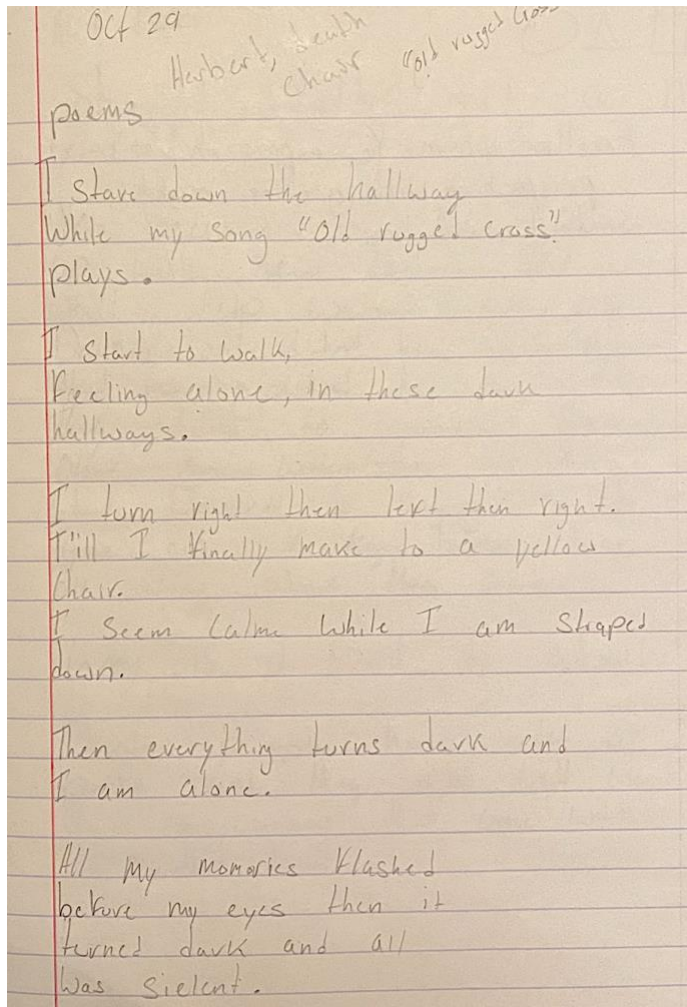 Oct 29
Herbert, death
Chair "Old rugged Cross
poems
I stare down the hallway
While my song "Old rugged Cross"
plays.
I start to walk,
Feeling alone, in these dark
hallways.
I turn right then left then right.
T'ill I finally make to a yellow
Chair.
I seem Calm While I am Straped
down.
Then everything turns dark and
I am alone.
All my momories flashed
before my eyes then it
turned dark and all
was sielent.